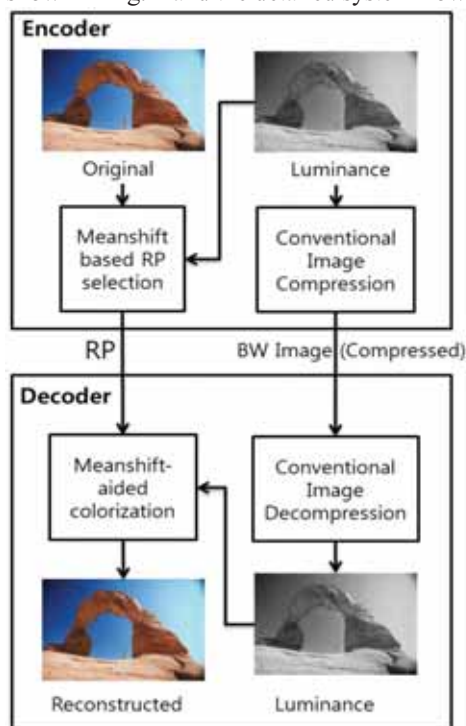 Encoder
Original
Luminance
Meanshift
based RP
selection
Conventional
Image
Compression
RP
BW Image (Compressed)
Decoder
Meanshift-
aided
colorization
Conventional
Image
Decompression
Reconstructed
Luminance